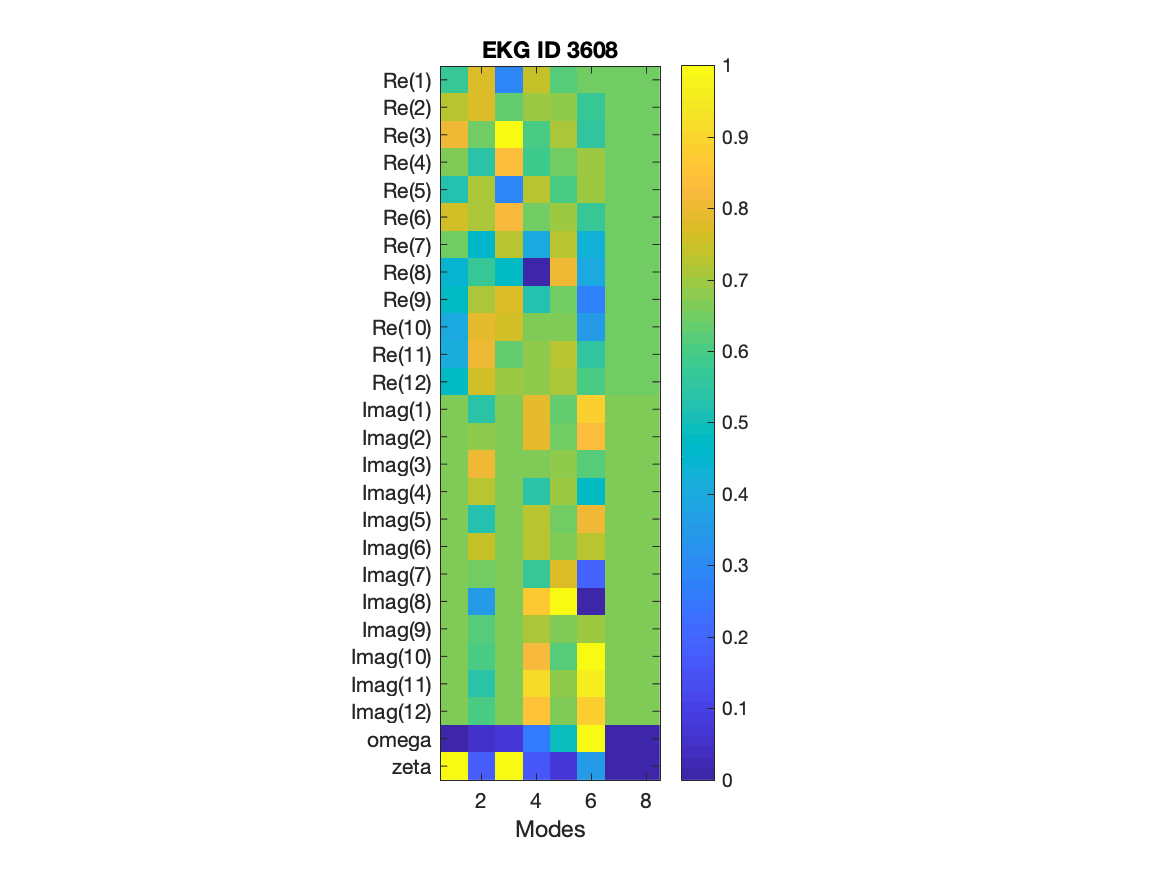 EKG ID 3608
Re(1)
Re(2)
Re(3)
Re(4)
Re(5)
Re(6)
Re(7)
Re(8)
Re(9)
Re(10)
Re(11)
Re(12)
Imag(1)
Imag(2)
Imag(3)
Imag(4)
Imag(5)
Imag(6)
Imag(7)
Imag(8)
Imag(9)
Imag(10)
Imag(11)
Imag(12)
omega
zeta
2 4 6 8
Modes
1
0.9
0.8
0.7
0.6
0.5
0.4
0.3
0.2
0.1
0